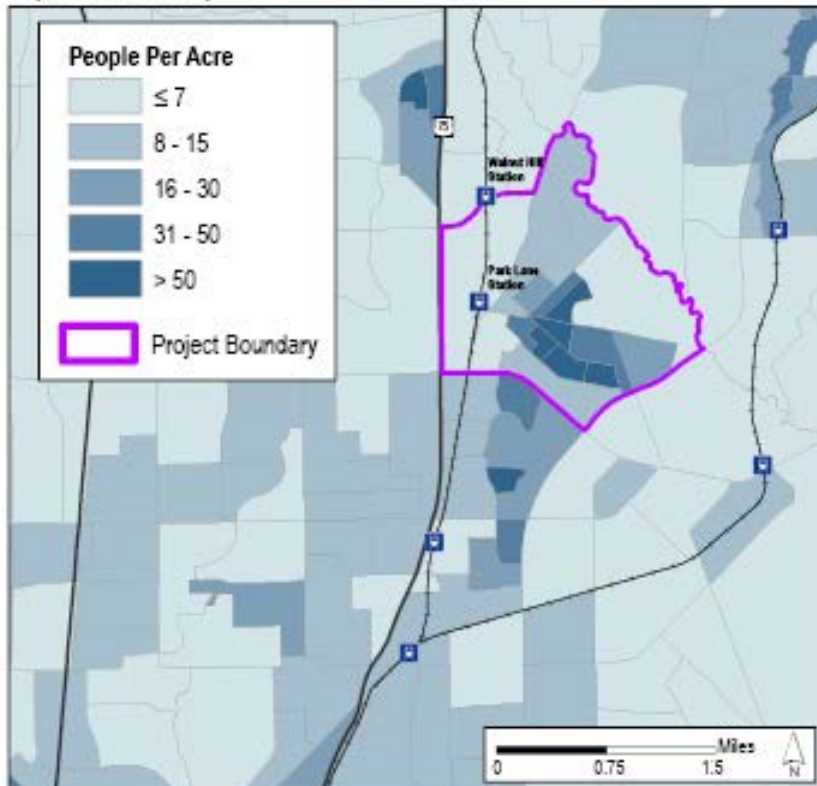 People Per Acre
≤ 7
8 - 15
16 - 30
31 - 50
> 50
Project Boundary
75
Walnut Hill
Station
Park Lane
Station
Miles
0 0.75 1.5
N